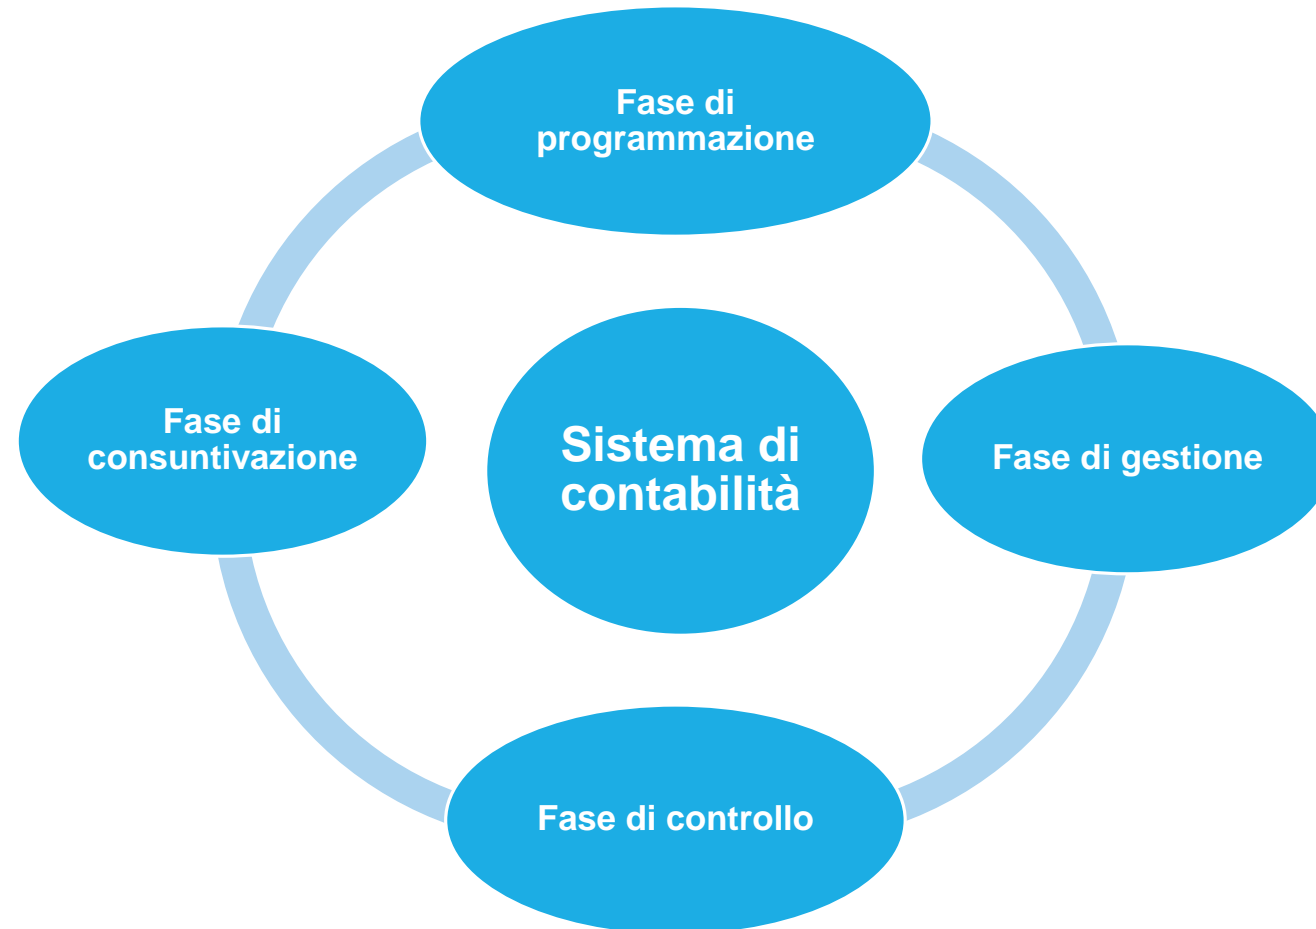 Fase di
programmazione
Fase di
consuntivazione
Sistema di
contabilità
Fase di gestione
Fase di controllo